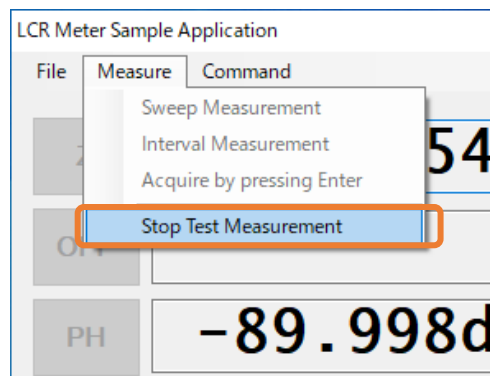 LCR Meter Sample Application
File Measure Command
Sweep Measurement
Interval Measurement
Acquire by pressing Enter
Stop Test Measurement
54
PH -89.998d